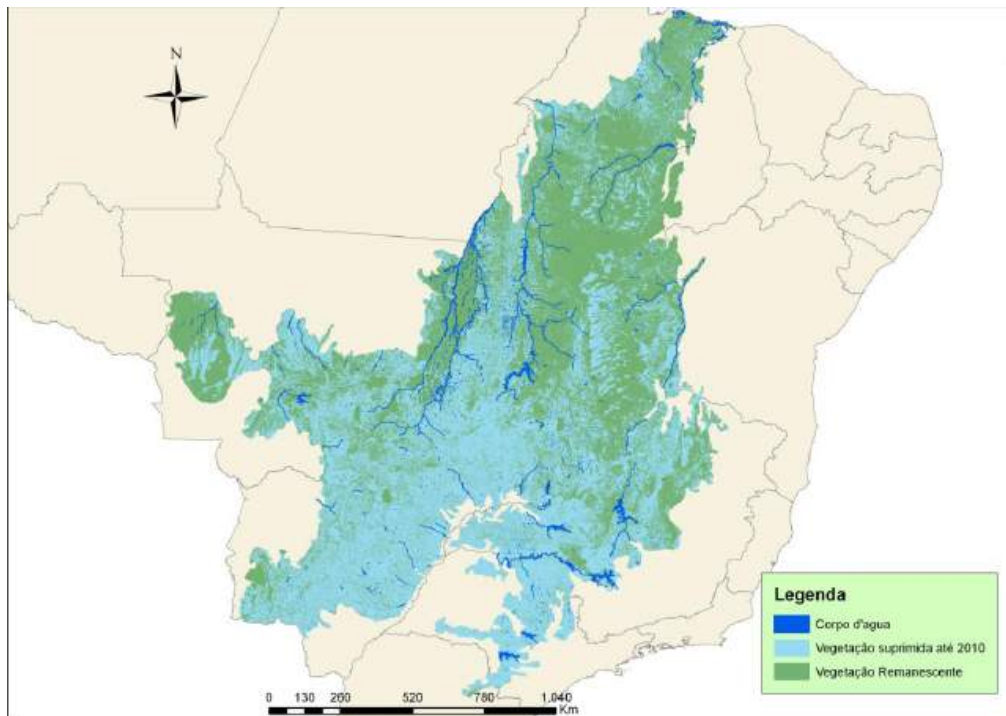 N
Legenda
Corpo d'agua
Vegetação suprimida até 2010
Vegetação Remanescente
0 130 260 520 780 1.040
Km